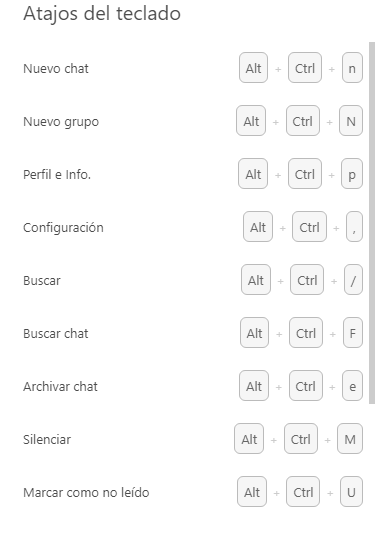 Atajos del teclado
Nuevo chat Alt + Ctrl + n
Nuevo grupo Alt + Ctrl + N
Perfil e Info. Alt + Ctrl + p
Configuración Alt + Ctrl + ,
Buscar Alt + Ctrl + /
Buscar chat Alt + Ctrl + F
Archivar chat Alt + Ctrl + e
Silenciar Alt + Ctrl + M
Marcar como no leído Alt + Ctrl + U